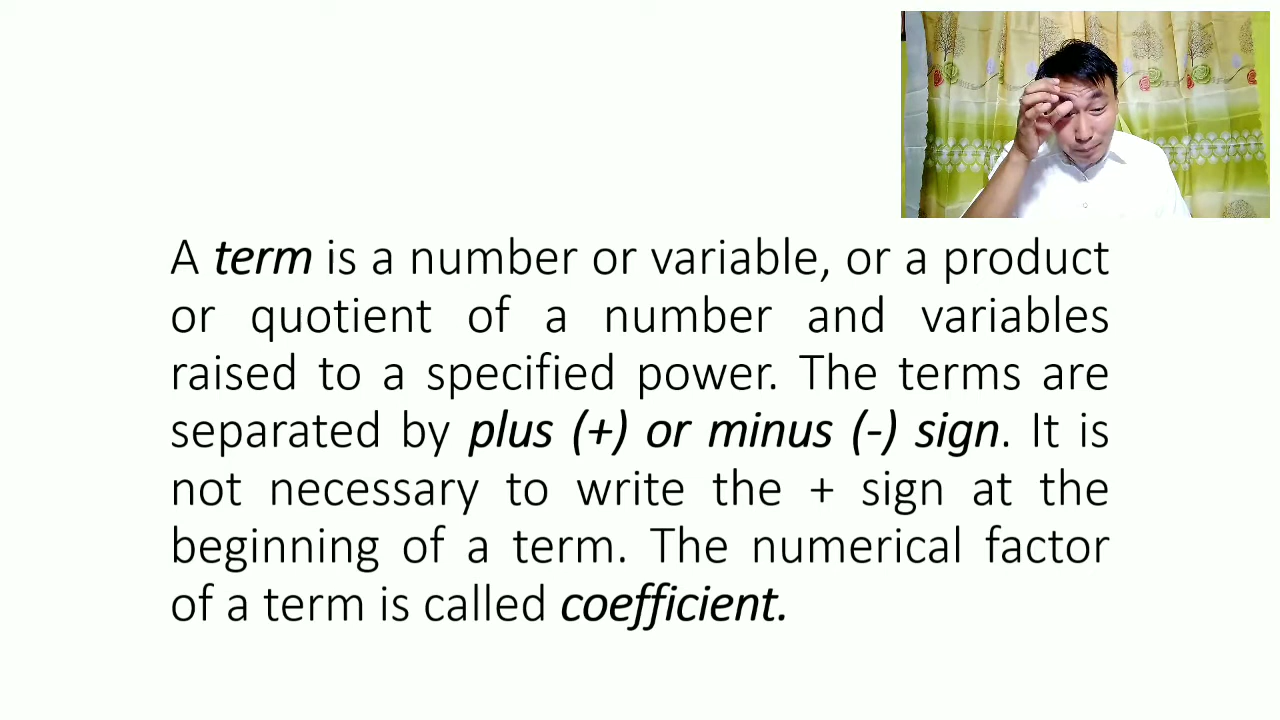 A term is a number or variable, or a product
or quotient of a number and variables
raised to a specified power. The terms are
separated by plus (+) or minus (-) sign. It is
not necessary to write the + sign at the
beginning of a term. The numerical factor
of a term is called coefficient.